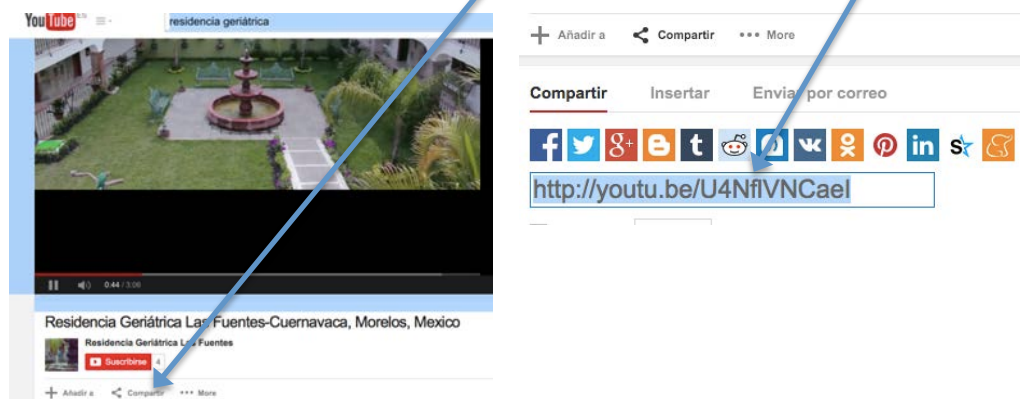 YouTube
residencia geriátrica
0:44 / 3:06
Residencia Geriátrica Las Fuentes-Cuernavaca, Morelos, Mexico
Residencia Geriátrica Las Fuentes
Suscribirse 4
Añadir a Compartir ••• More
Añadir a Compartir ••• More
Compartir Insertar Enviar por correo
http://youtu.be/U4NflVNCaeI